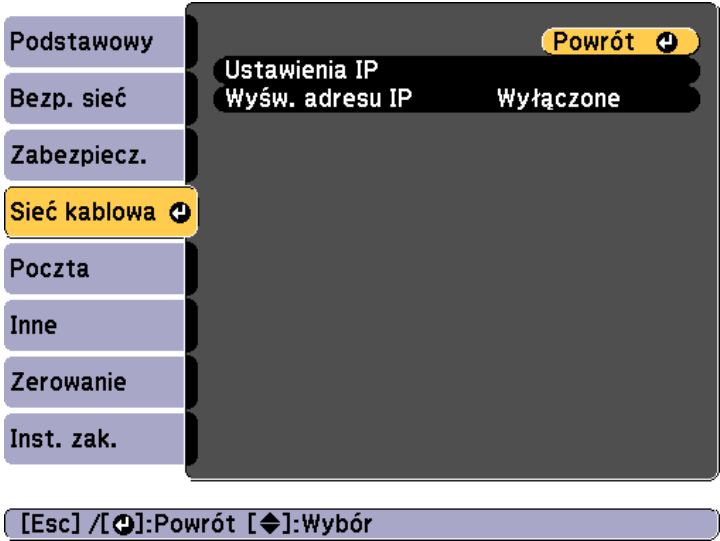 Podstawowy
Bezp. sieć
Zabezpiecz.
Sieć kablowa
Poczta
Inne
Zerowanie
Inst. zak.
Powrót
Ustawienia IP
Wyśw. adresu IP Wyłączone
[Esc] /[⏎]:Powrót [◆]:Wybór